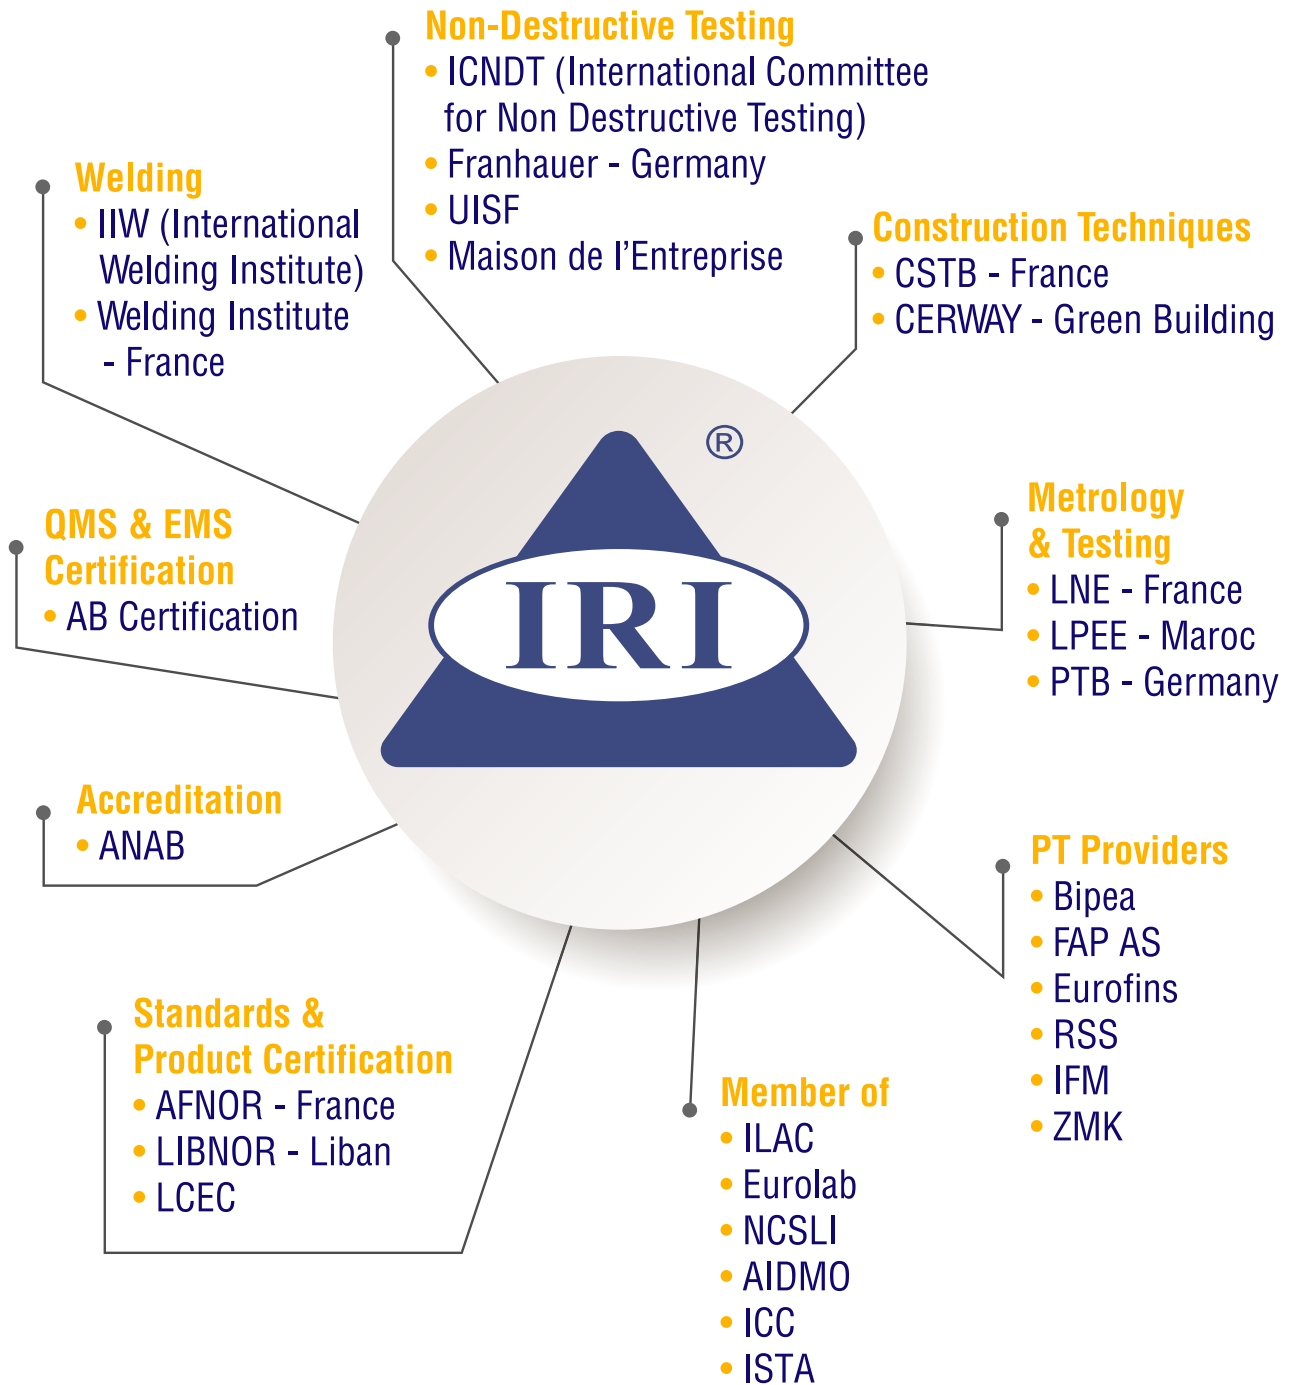 Non-Destructive Testing
• ICNDT (International Committee
for Non Destructive Testing)
• Franhauer - Germany
• UISF
• Maison de l’Entreprise
Welding
• IIW (International
Welding Institute)
• Welding Institute
- France
Construction Techniques
• CSTB - France
• CERWAY - Green Building
®
IRI
QMS & EMS
Certification
• AB Certification
Metrology
& Testing
• LNE - France
• LPEE - Maroc
• PTB - Germany
Accreditation
• ANAB
PT Providers
• Bipea
• FAP AS
• Eurofins
• RSS
• IFM
• ZMK
Standards &
Product Certification
• AFNOR - France
• LIBNOR - Liban
• LCEC
Member of
• ILAC
• Eurolab
• NCSLI
• AIDMO
• ICC
• ISTA